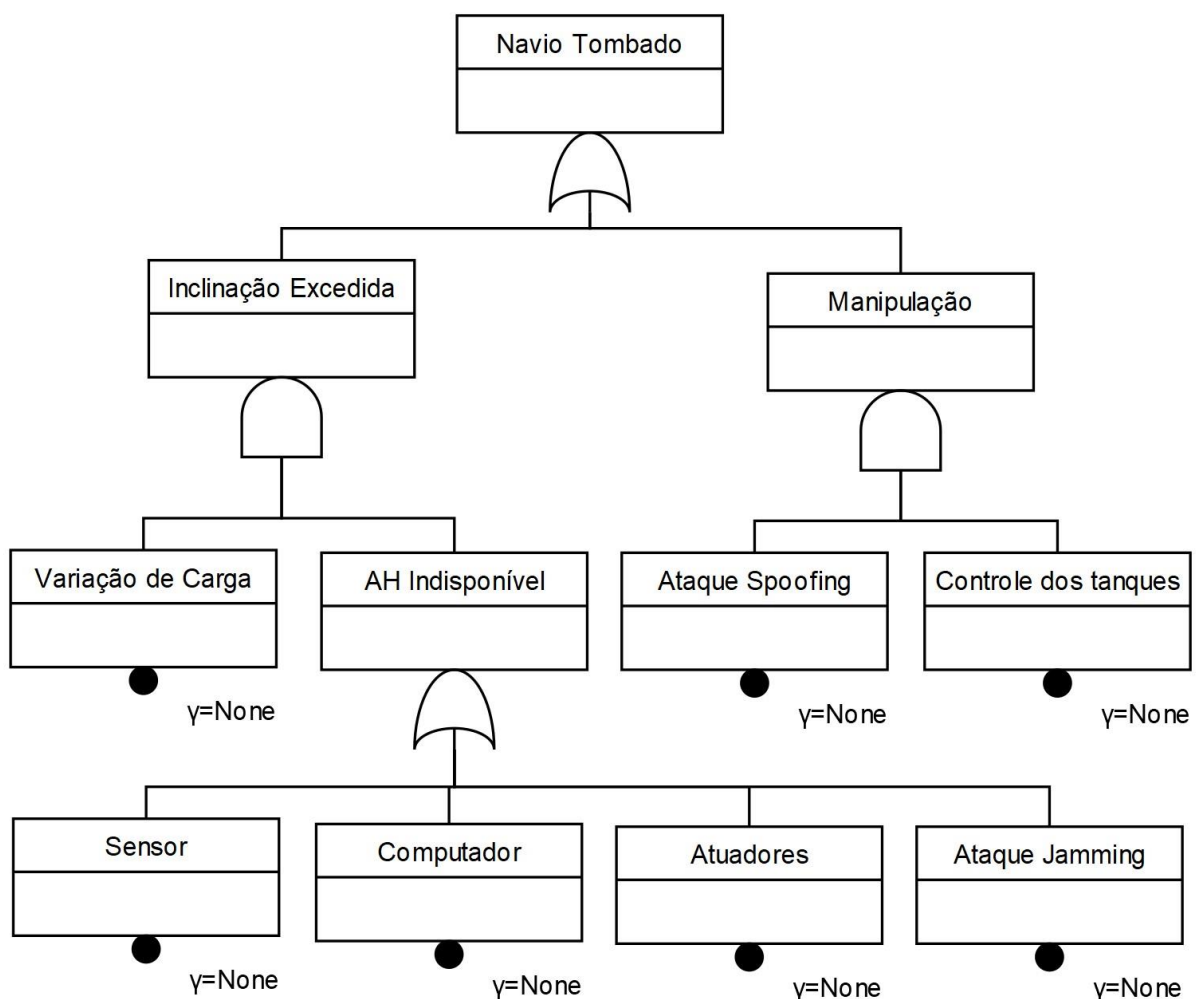 Navio Tombado
Inclinação Excedida
Manipulação
Variação de Carga
AH Indisponível
Ataque Spoofing
Controle dos tanques
γ=None
γ=None
γ=None
Sensor
Computador
Atuadores
Ataque Jamming
γ=None
γ=None
γ=None
γ=None